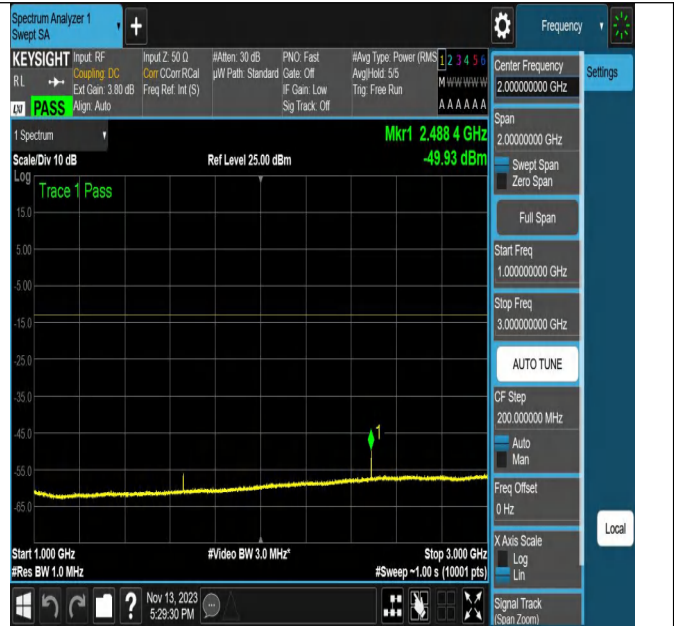 Spectrum Analyzer 1
Swept SA
Frequency
KEYSIGHT
RL
LXI PASS
Input: RF
Coupling: DC
Ext Gain: 3.80 dB
Align: Auto
Input Z: 50 Ω
Corr CCorr RCal
Freq Ref: Int (S)
#Atten: 30 dB
µW Path: Standard
PNO: Fast
Gate: Off
IF Gain: Low
Sig Track: Off
#Avg Type: Power (RMS
Avg|Hold: 5/5
Trig: Free Run
1 2 3 4 5 6
M W W W W W
A A A A A A
1 Spectrum
Scale/Div 10 dB
Ref Level 25.00 dBm
Mkr1 2.488 4 GHz
-49.93 dBm
Log
Trace 1 Pass
15.0
5.00
-5.00
-15.0
-25.0
-35.0
-45.0
-55.0
-65.0
1
Start 1.000 GHz
#Res BW 1.0 MHz
#Video BW 3.0 MHz*
Stop 3.000 GHz
#Sweep ~1.00 s (10001 pts)
?
Nov 13, 2023
5:29:30 PM
Center Frequency
2.000000000 GHz
Settings
Span
2.00000000 GHz
Swept Span
Zero Span
Full Span
Start Freq
1.000000000 GHz
Stop Freq
3.000000000 GHz
AUTO TUNE
CF Step
200.000000 MHz
Auto
Man
Freq Offset
0 Hz
X Axis Scale
Log
Lin
Signal Track
(Span Zoom)
Local